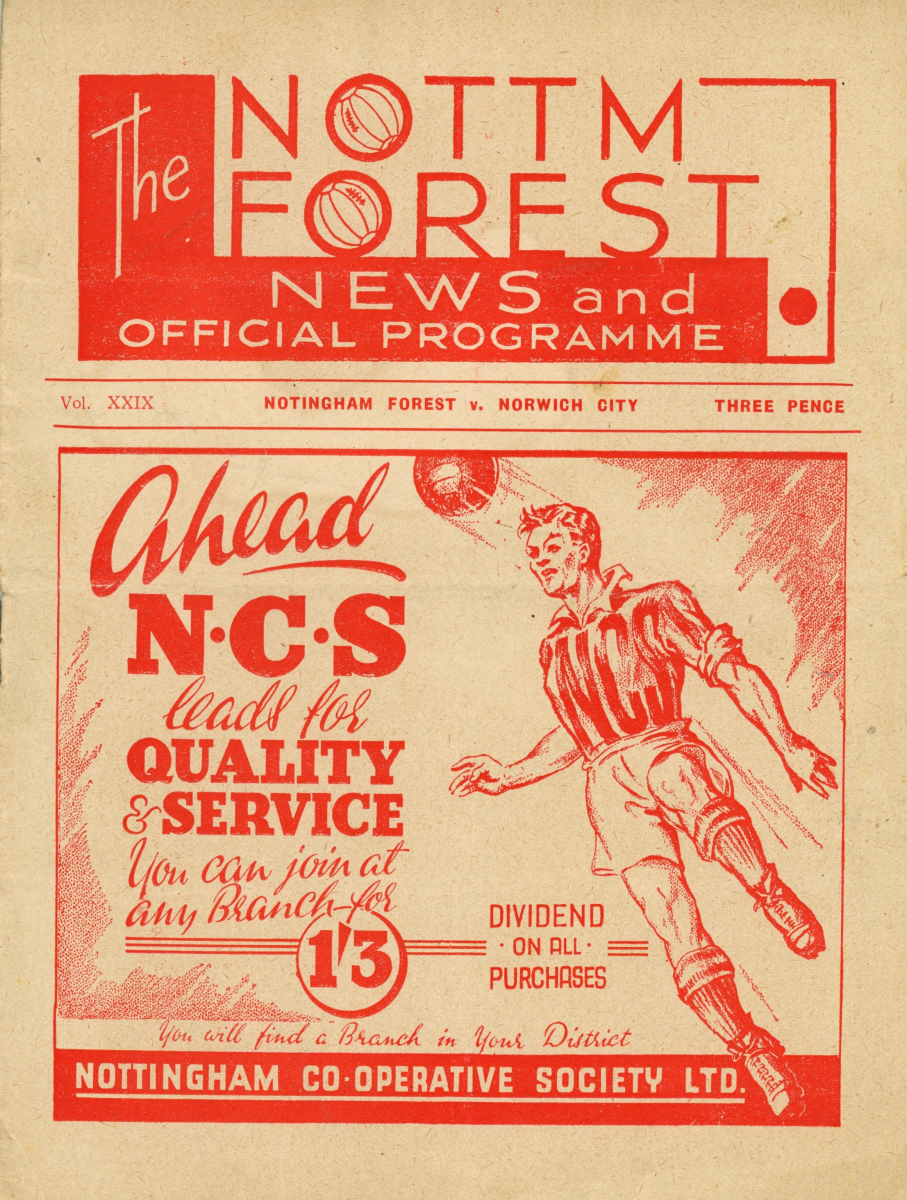 The
NOTTM
FOREST
NEWS and
OFFICIAL PROGRAMME
Vol. XXIX NOTINGHAM FOREST v. NORWICH CITY THREE PENCE
Ahead
N·C·S
leads for
QUALITY
& SERVICE
You can join at
any Branch for
1'3
DIVIDEND
· ON ALL ·
PURCHASES
NCS
You will find a Branch in Your District
NOTTINGHAM CO-OPERATIVE SOCIETY LTD.